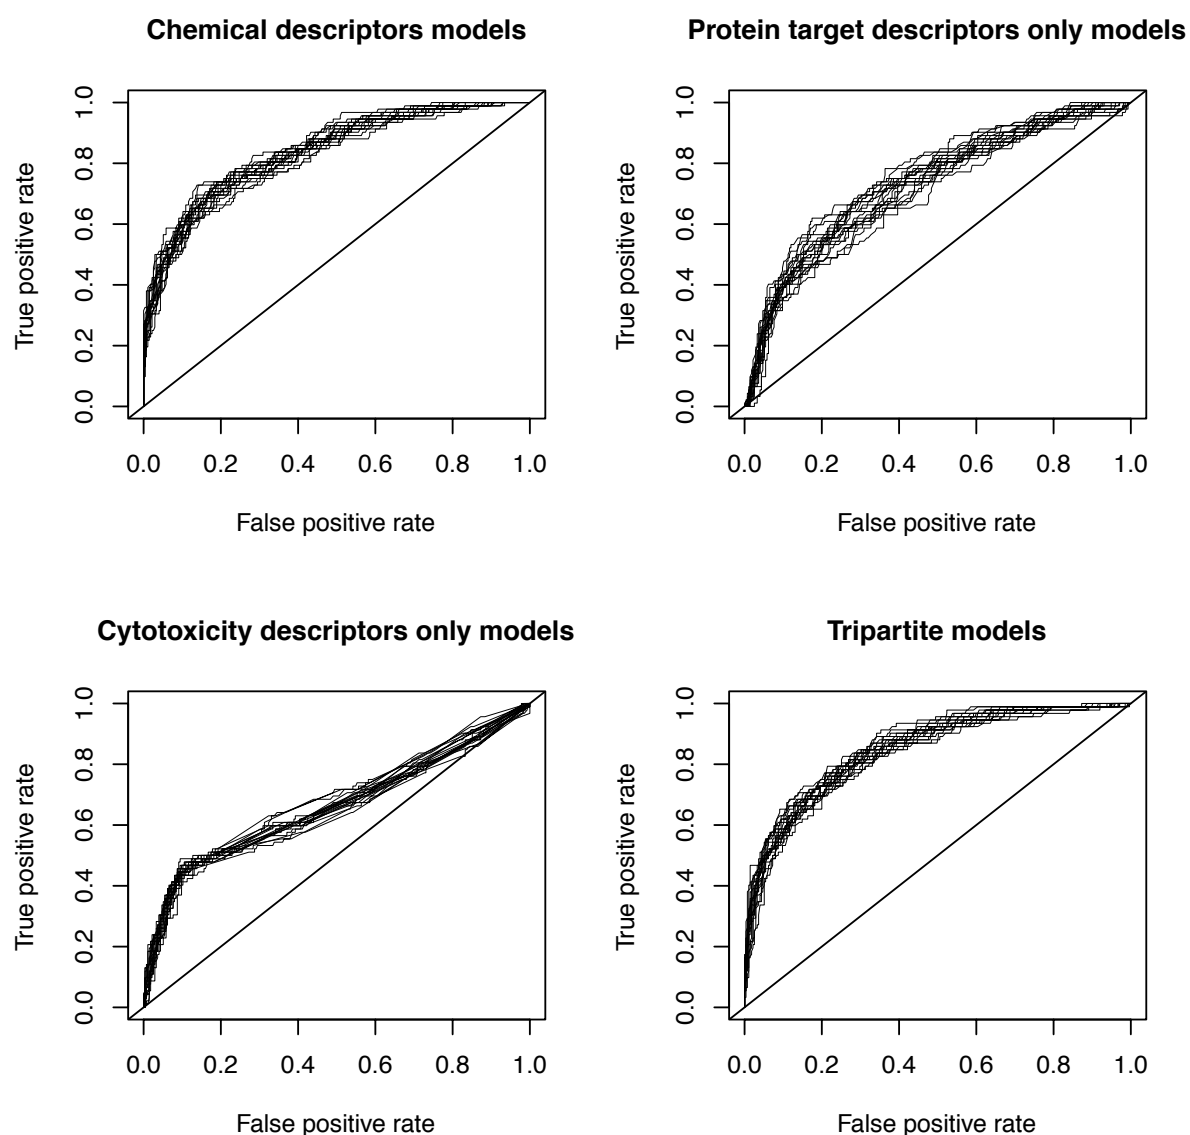 Chemical descriptors models
True positive rate
1.0
0.8
0.6
0.4
0.2
0.0
0.0 0.2 0.4 0.6 0.8 1.0
False positive rate
Protein target descriptors only models
True positive rate
1.0
0.8
0.6
0.4
0.2
0.0
0.0 0.2 0.4 0.6 0.8 1.0
False positive rate
Cytotoxicity descriptors only models
True positive rate
1.0
0.8
0.6
0.4
0.2
0.0
0.0 0.2 0.4 0.6 0.8 1.0
False positive rate
Tripartite models
True positive rate
1.0
0.8
0.6
0.4
0.2
0.0
0.0 0.2 0.4 0.6 0.8 1.0
False positive rate